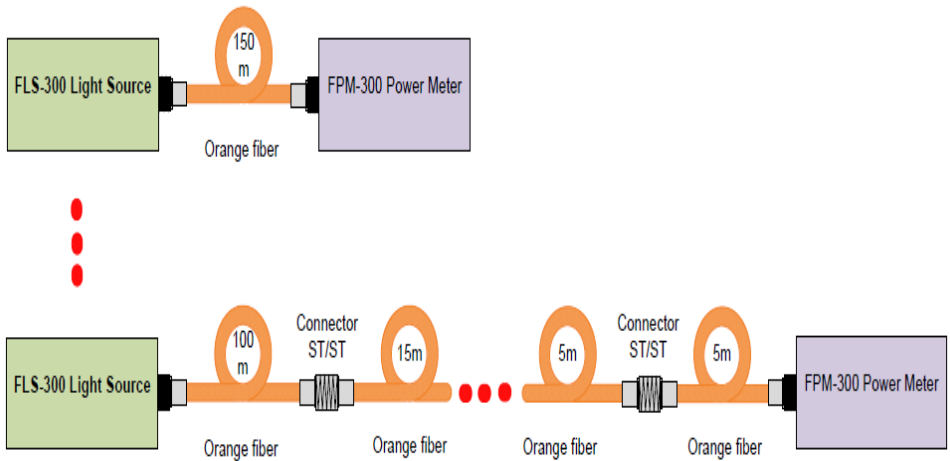 150
m
FLS-300 Light Source
FPM-300 Power Meter
Orange fiber
100
m
Connector
ST/ST
15m
5m
Connector
ST/ST
5m
FLS-300 Light Source
FPM-300 Power Meter
Orange fiber
Orange fiber
Orange fiber
Orange fiber